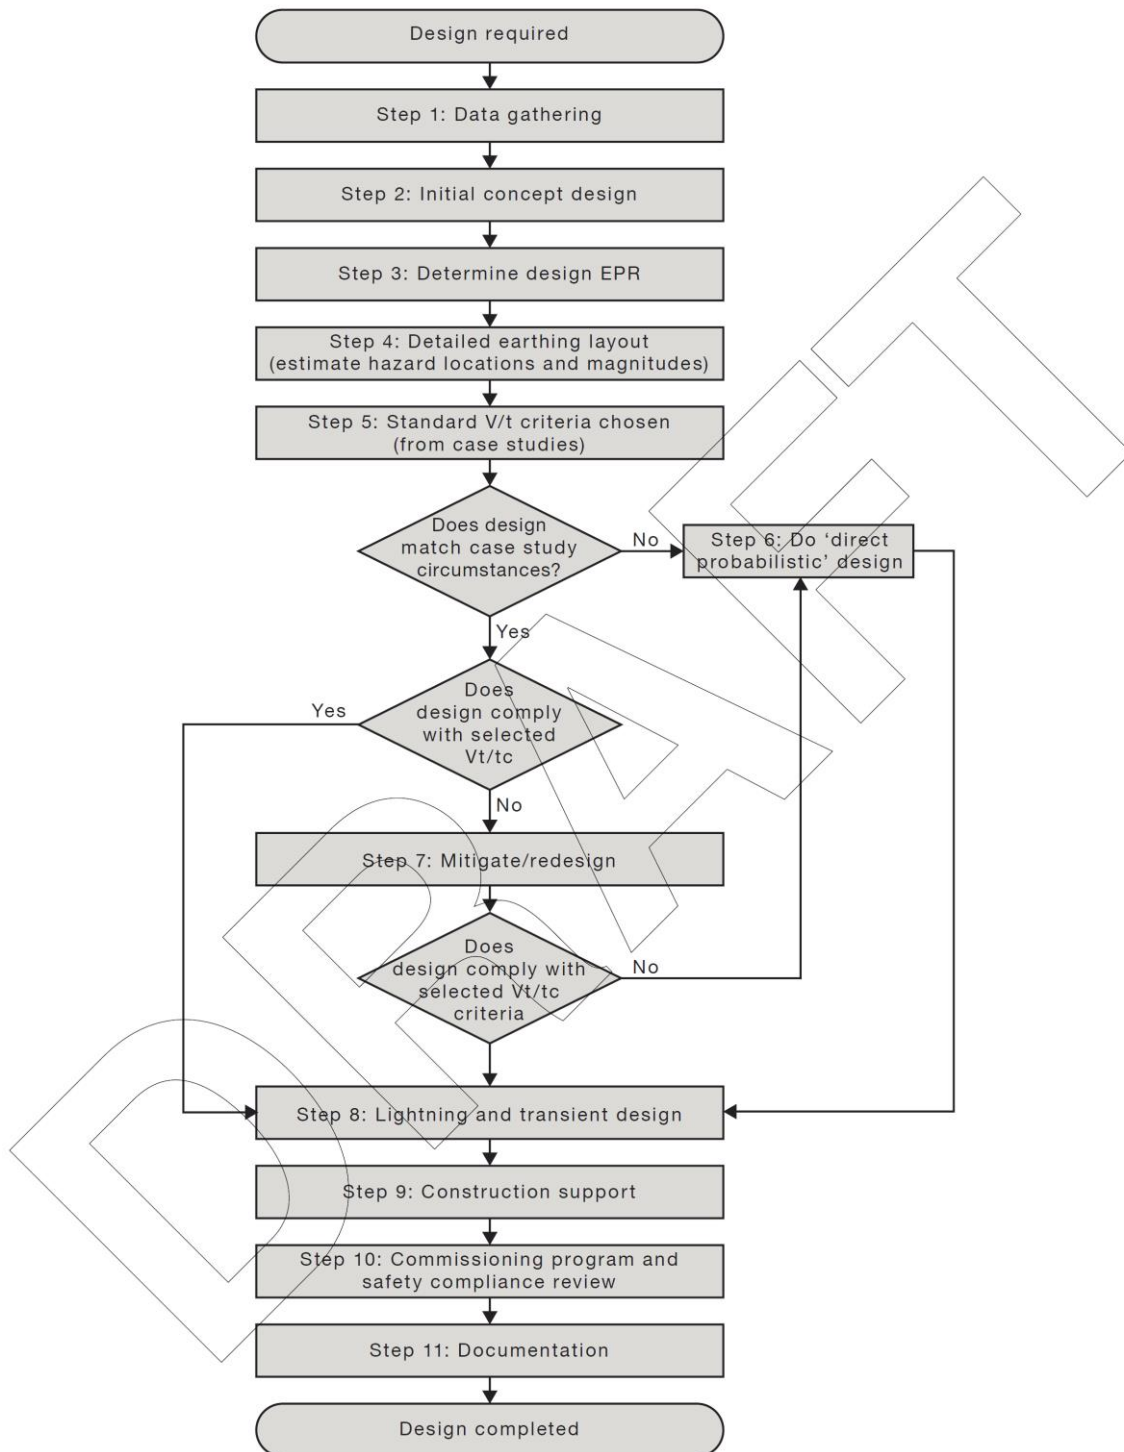 Design required
Step 1: Data gathering
Step 2: Initial concept design
Step 3: Determine design EPR
Step 4: Detailed earthing layout
(estimate hazard locations and magnitudes)
Step 5: Standard V/t criteria chosen
(from case studies)
Does design
match case study
circumstances?
No
Step 6: Do ‘direct
probabilistic’ design
Yes
Does
design comply
with selected
Vt/tc
Yes
No
Step 7: Mitigate/redesign
Does
design comply with
selected Vt/tc
criteria
No
Step 8: Lightning and transient design
Step 9: Construction support
Step 10: Commissioning program and
safety compliance review
Step 11: Documentation
Design completed
DRAFT